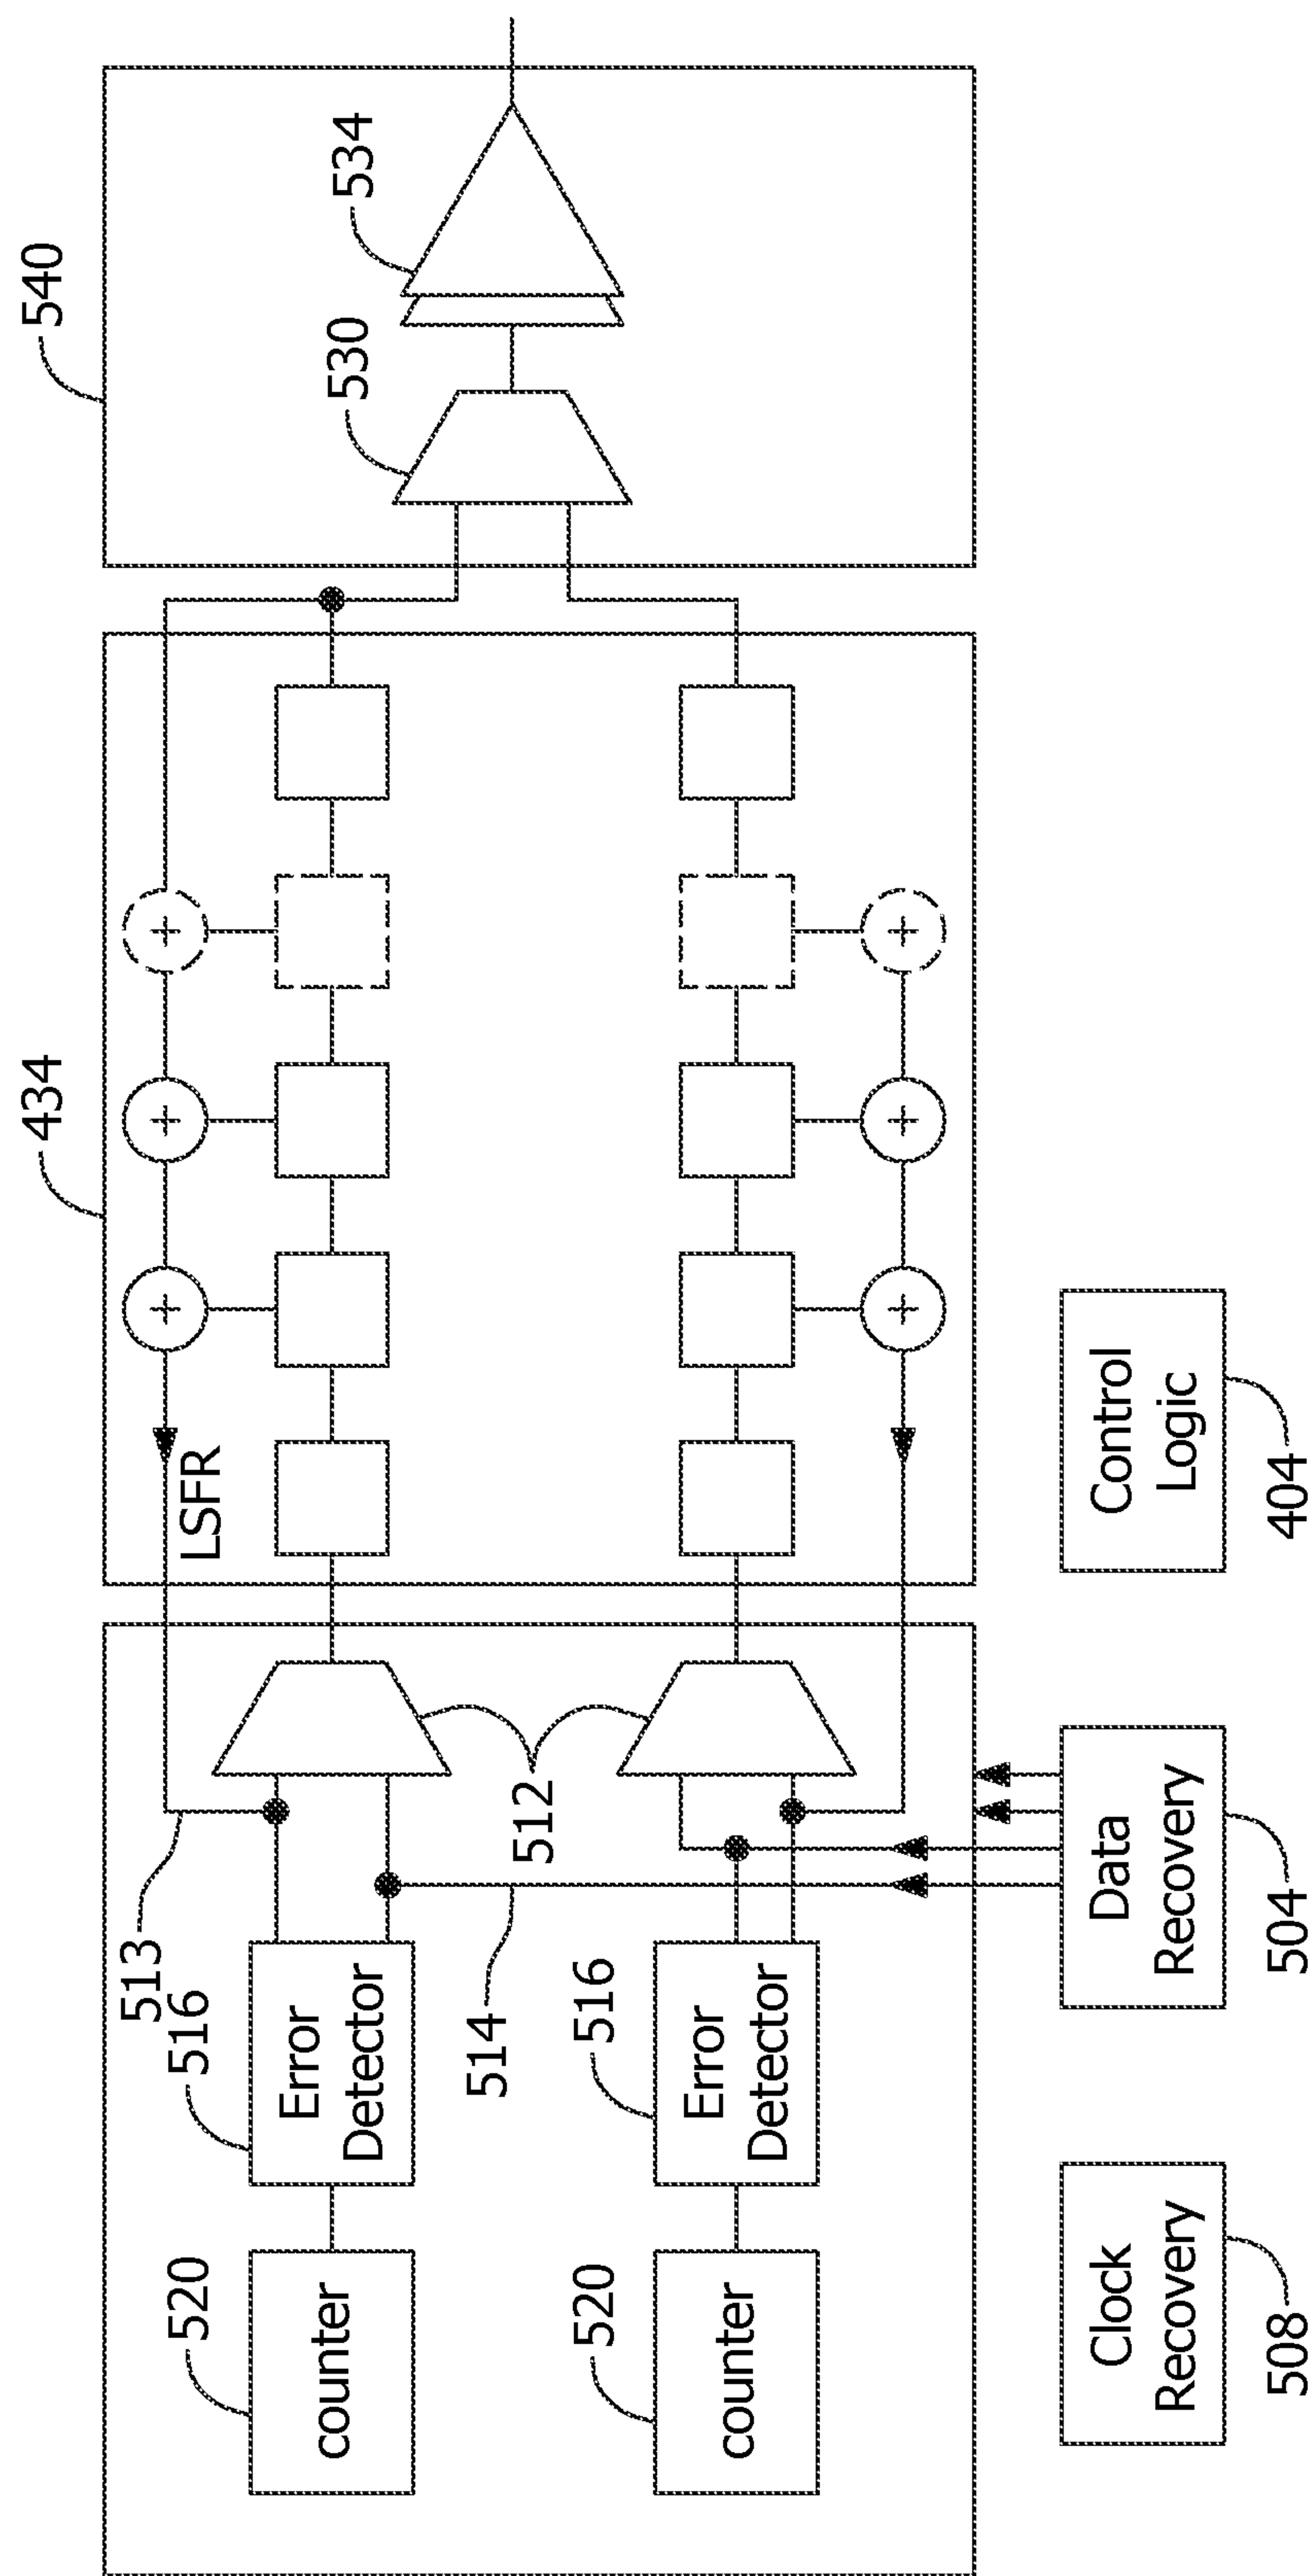 434
540
LSFR
530
534
513
516
520
counter
Error
Detector
512
514
516
520
counter
Error
Detector
Clock
Recovery
508
Data
Recovery
504
Control
Logic
404